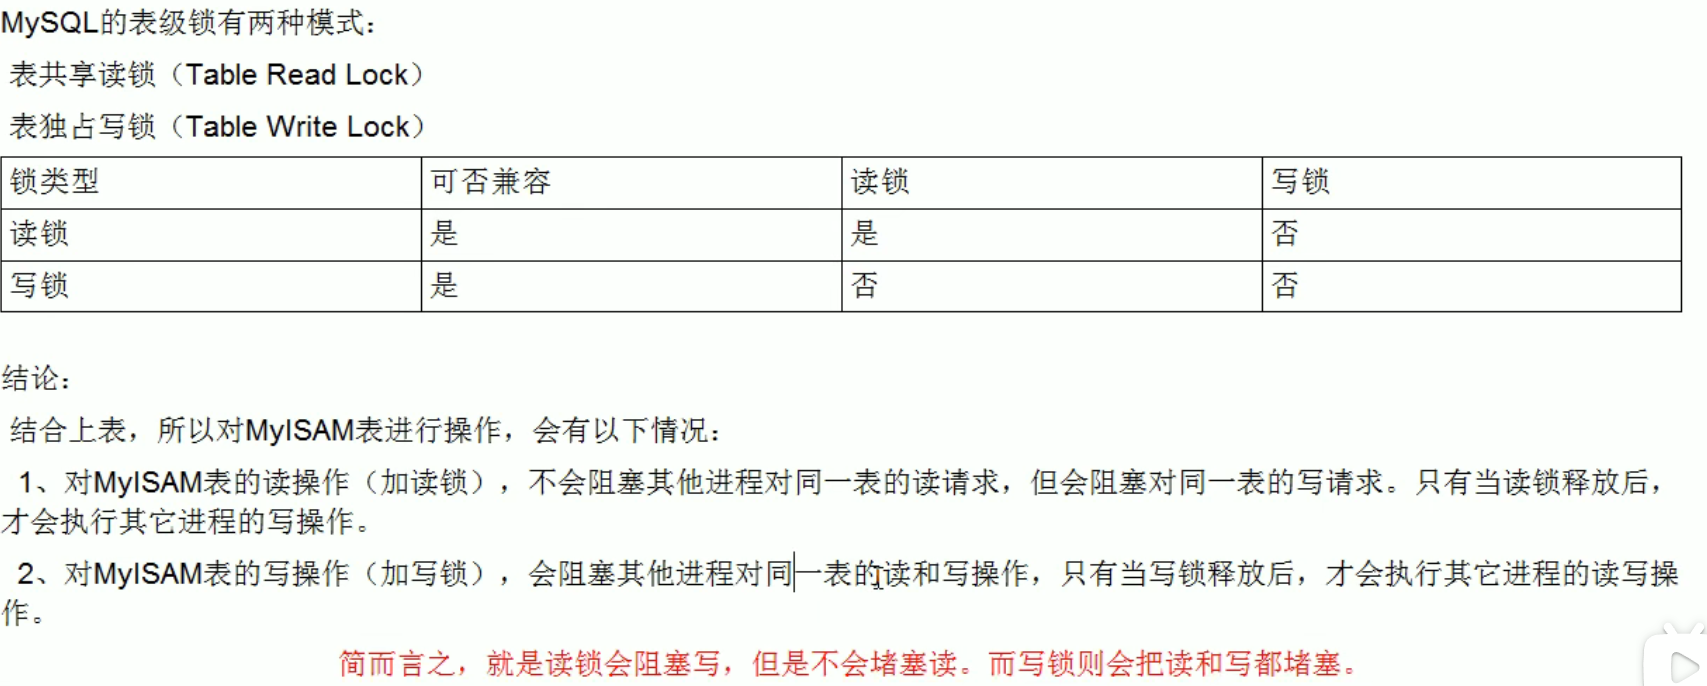 MySQL的表级锁有两种模式：
表共享读锁（Table Read Lock）
表独占写锁（Table Write Lock）
锁类型 可否兼容 读锁 写锁
读锁 是 是 否
写锁 是 否 否
结论：
结合上表，所以对MyISAM表进行操作，会有以下情况：
1、对MyISAM表的读操作（加读锁），不会阻塞其他进程对同一表的读请求，但会阻塞对同一表的写请求。只有当读锁释放后，
才会执行其它进程的写操作。
2、对MyISAM表的写操作（加写锁），会阻塞其他进程对同一表的读和写操作，只有当写锁释放后，才会执行其它进程的读写操
作。
简而言之，就是读锁会阻塞写，但是不会堵塞读。而写锁则会把读和写都堵塞。